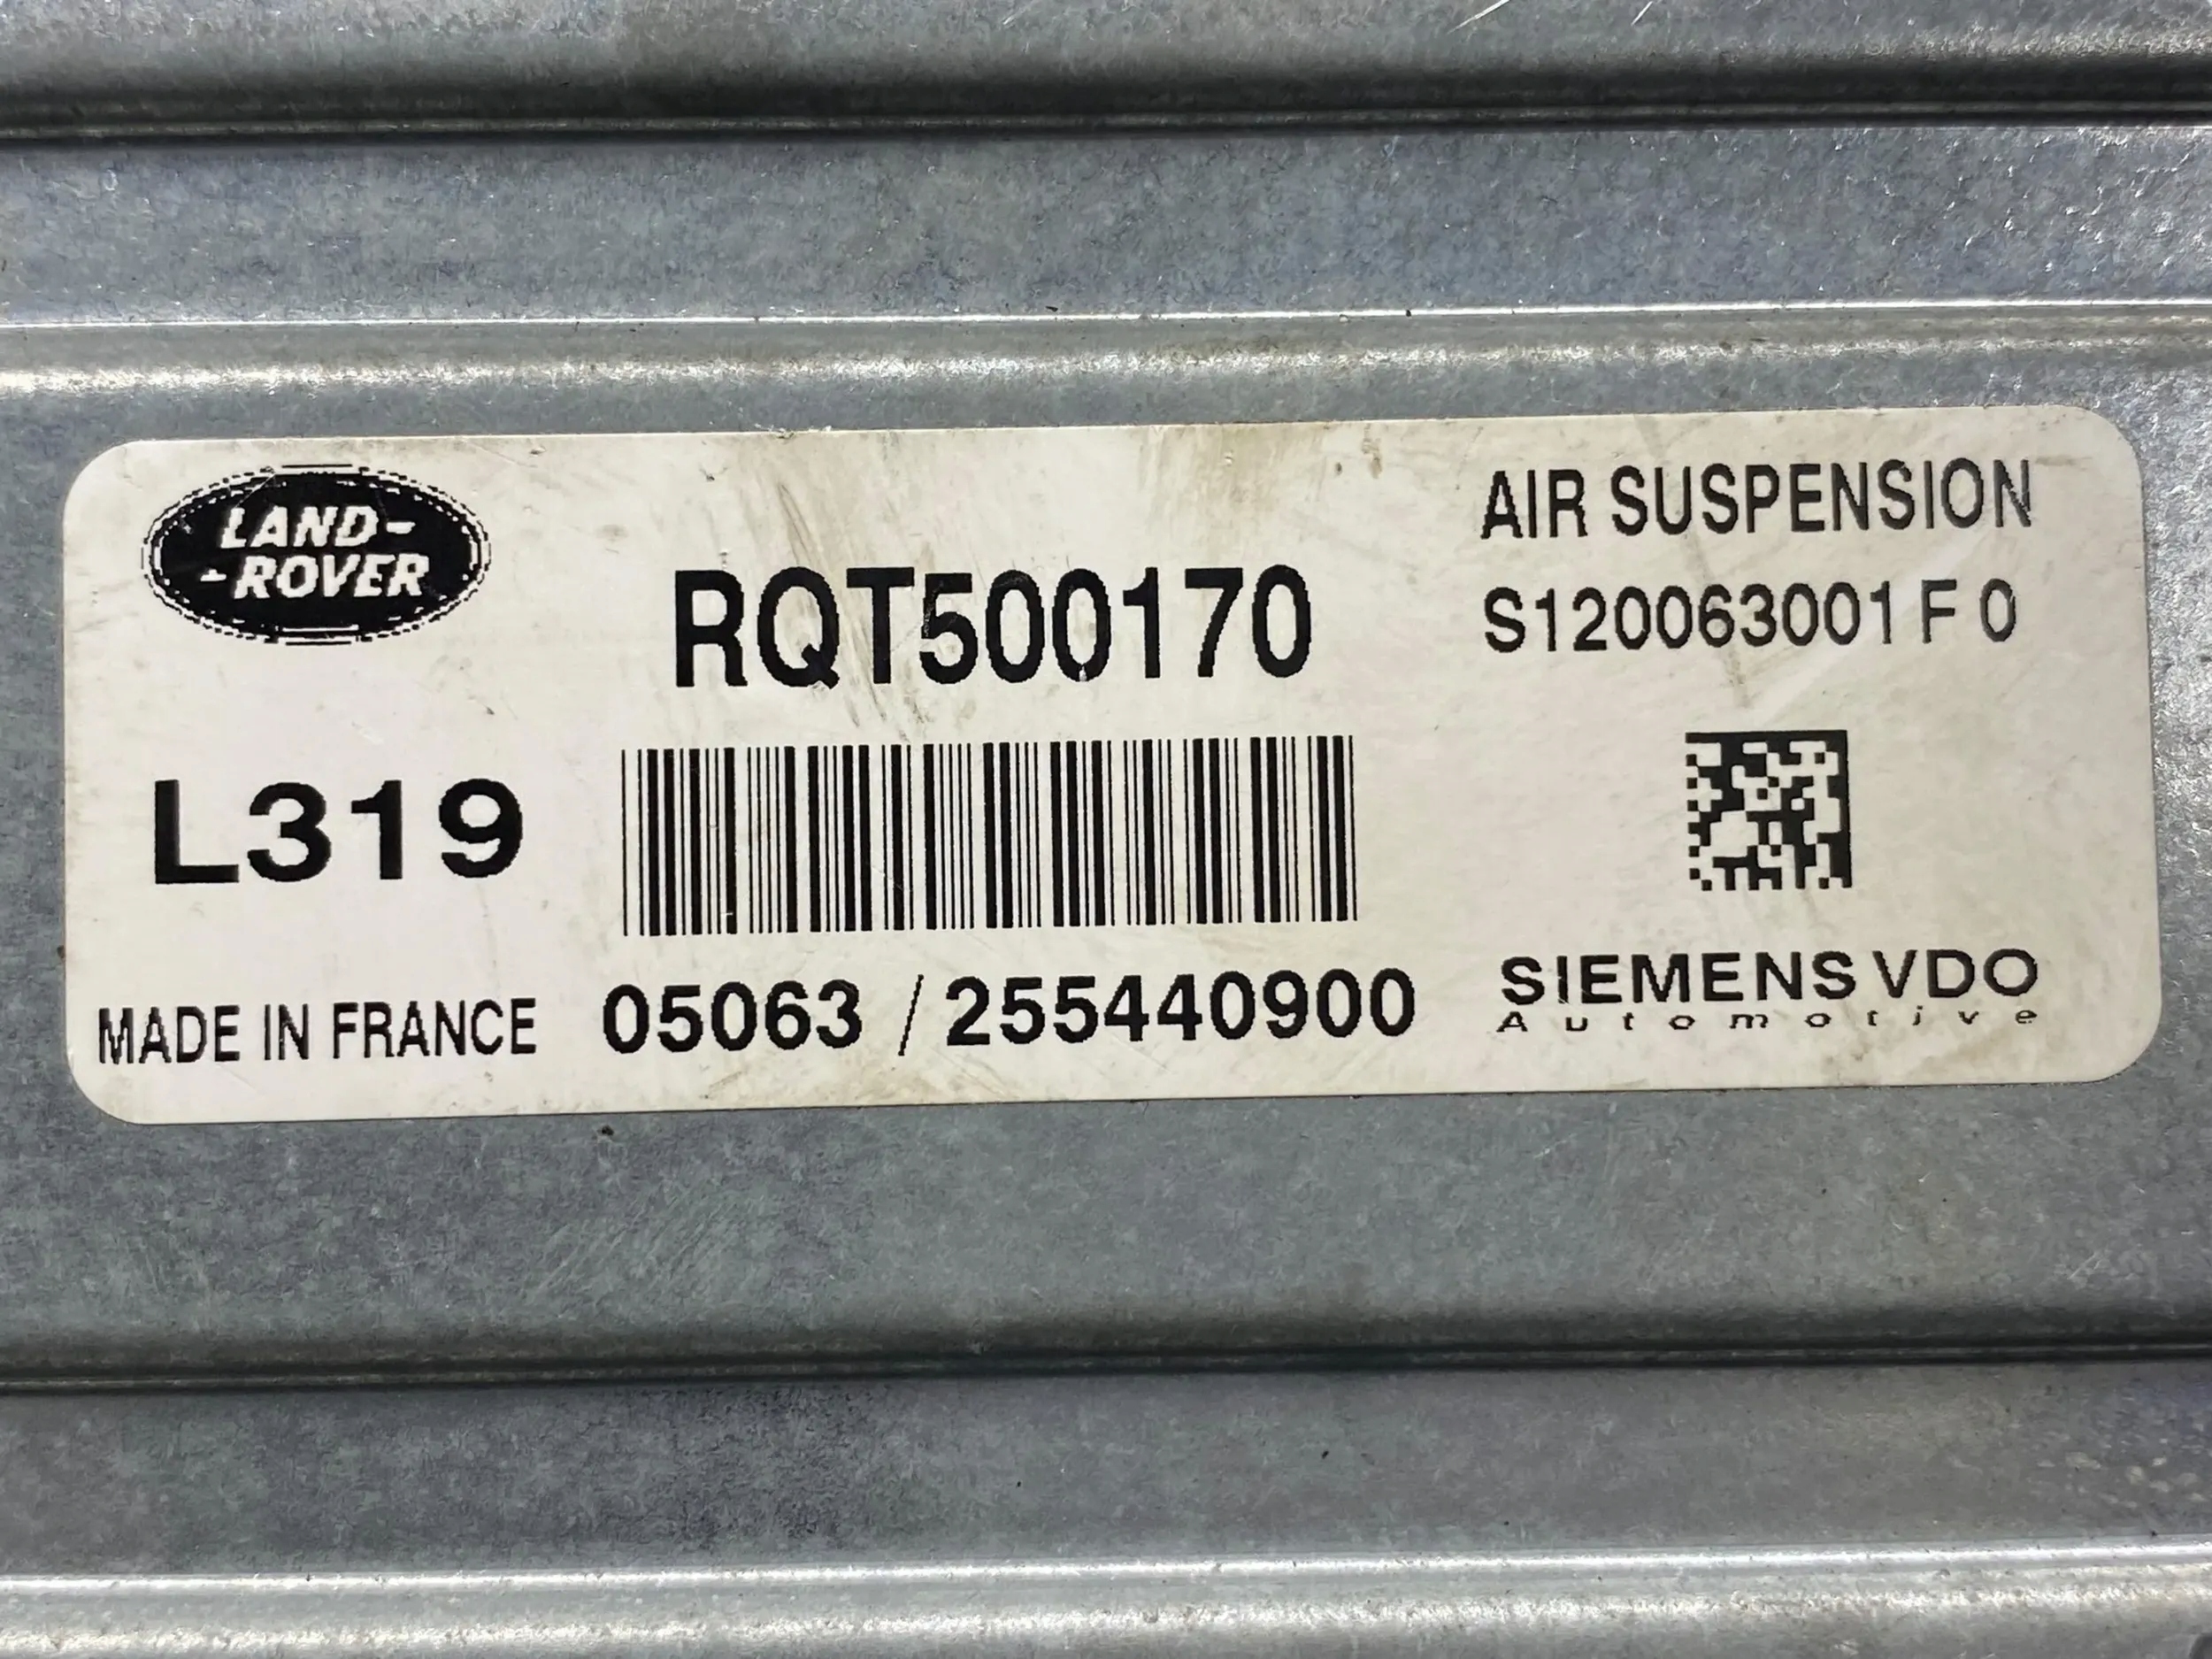 LAND-
-ROVER
RQT500170
AIR SUSPENSION
S120063001 F 0
L319
MADE IN FRANCE
05063 / 255440900
SIEMENS VDO
Automotive